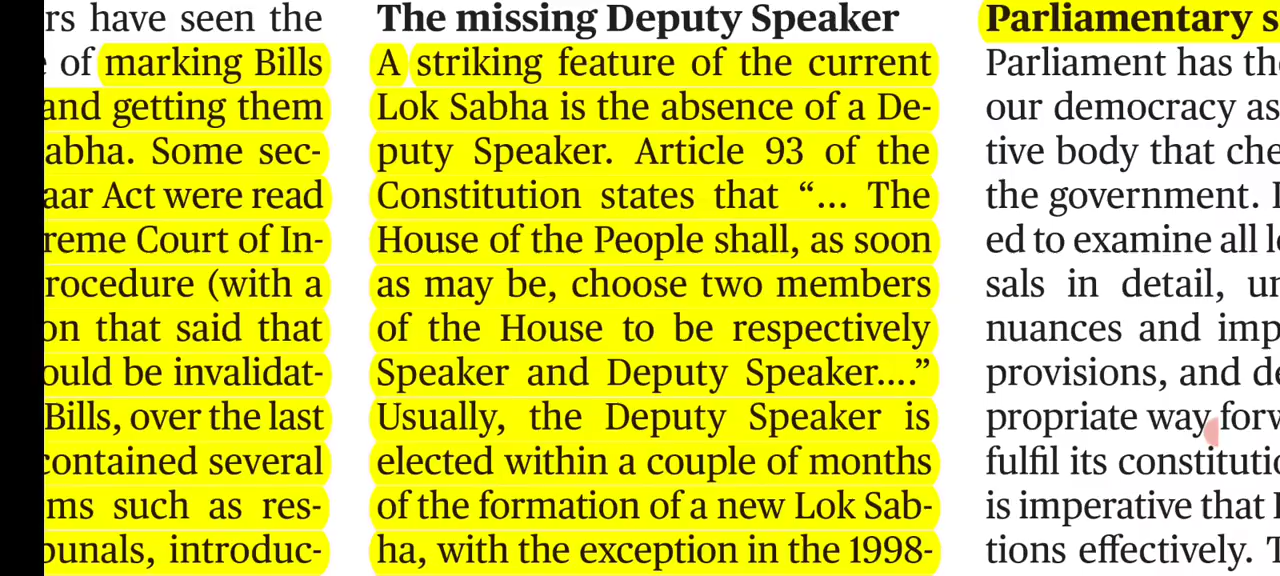 rs have seen the
of marking Bills
and getting them
abha. Some sec-
aar Act were read
reme Court of In-
rocedure (with a
on that said that
ould be invalidat-
Bills, over the last
contained several
ms such as res-
bunals, introduc-
The missing Deputy Speaker
A striking feature of the current
Lok Sabha is the absence of a De-
puty Speaker. Article 93 of the
Constitution states that “... The
House of the People shall, as soon
as may be, choose two members
of the House to be respectively
Speaker and Deputy Speaker....”
Usually, the Deputy Speaker is
elected within a couple of months
of the formation of a new Lok Sab-
ha, with the exception in the 1998-
Parliamentary s
Parliament has th
our democracy as
tive body that che
the government.
ed to examine all l
sals in detail, un
nuances and imp
provisions, and de
propriate way forw
fulfil its constitutio
is imperative that
tions effectively. T